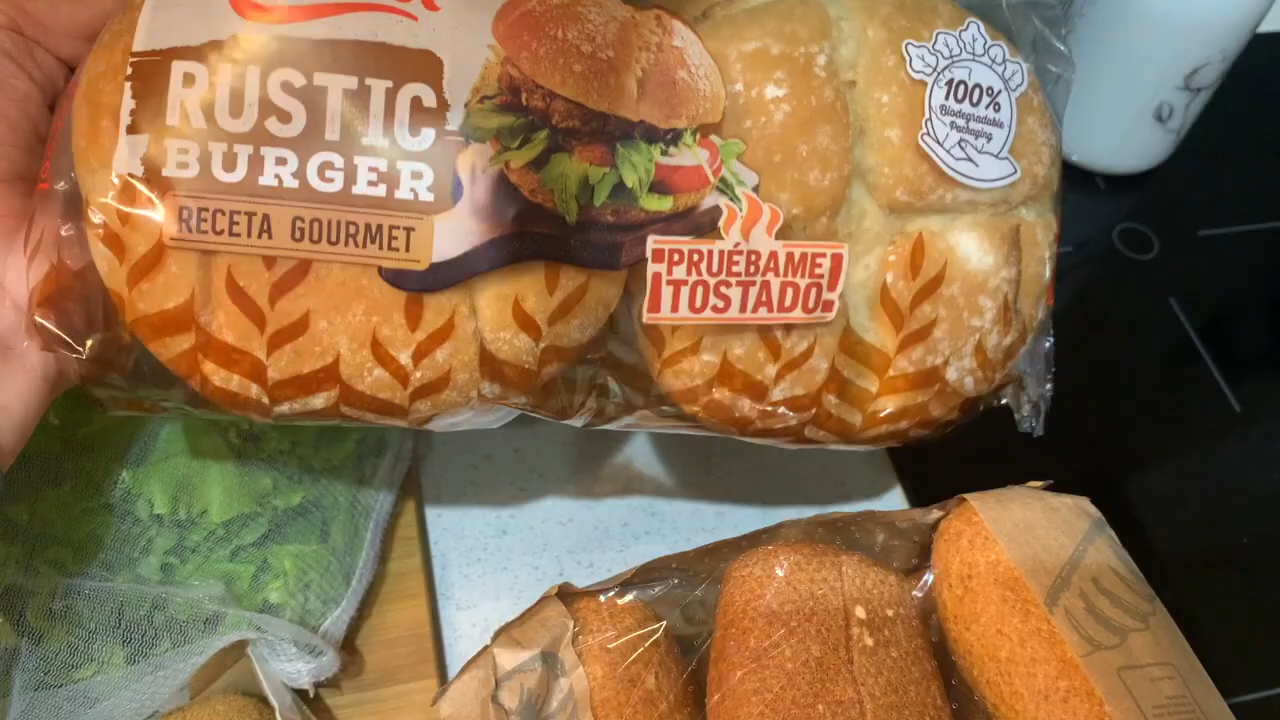 RUSTIC
BURGER
RECETA GOURMET
¡PRUÉBAME
TOSTADO!
100%
Biodegradable
Packaging